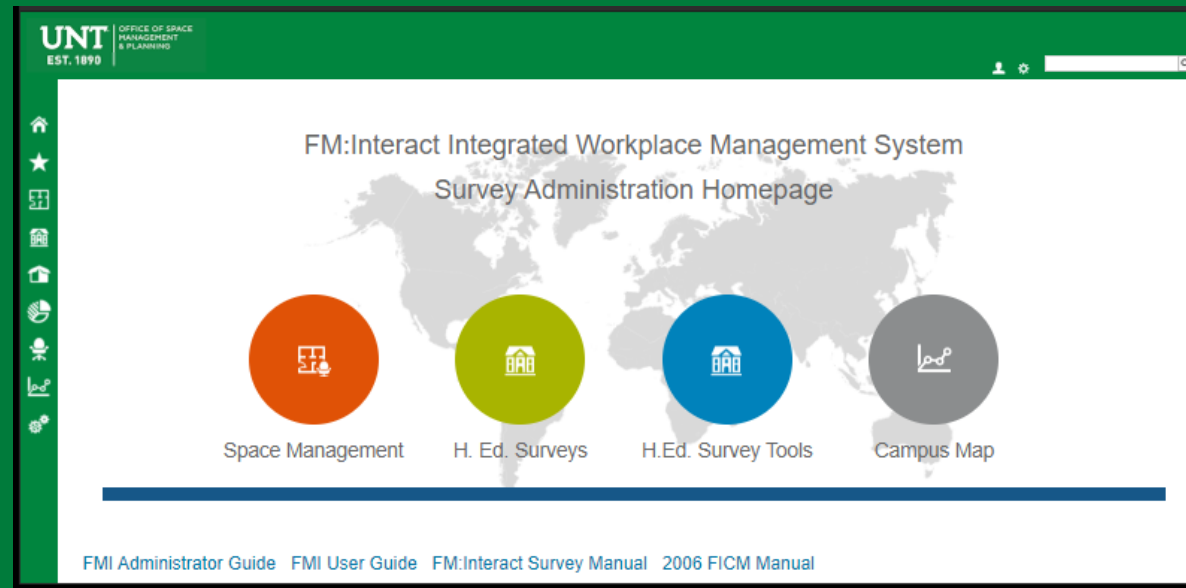 UNT
EST. 1890
OFFICE OF SPACE
MANAGEMENT
& PLANNING
FM:Interact Integrated Workplace Management System
Survey Administration Homepage
Space Management
H. Ed. Surveys
H.Ed. Survey Tools
Campus Map
FMI Administrator Guide FMI User Guide FM:Interact Survey Manual 2006 FICM Manual